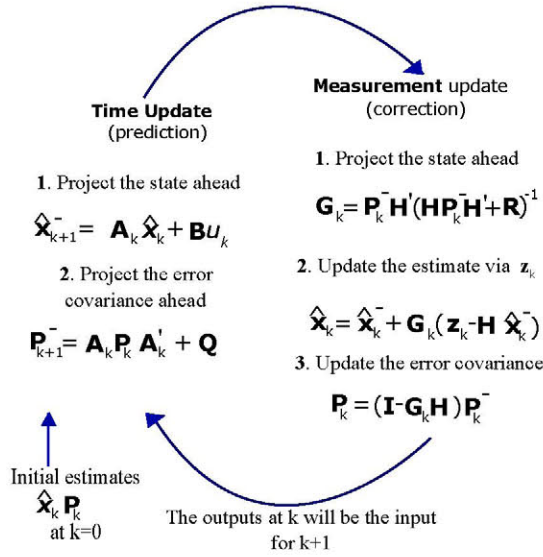 Time Update
(prediction)
1. Project the state ahead
x̂⁻ₖ₊₁= Aₖ x̂ₖ+ Buₖ
2. Project the error
covariance ahead
P⁻ₖ₊₁= AₖPₖ A'ₖ + Q
Initial estimates
x̂ₖ Pₖ
at k=0
Measurement update
(correction)
1. Project the state ahead
Gₖ= P⁻ₖH'(HP⁻ₖH'+R)⁻¹
2. Update the estimate via zₖ
x̂ₖ= x̂⁻ₖ+ Gₖ(zₖ-H x̂⁻ₖ)
3. Update the error covariance
Pₖ=(I-GₖH)P⁻ₖ
The outputs at k will be the input
for k+1